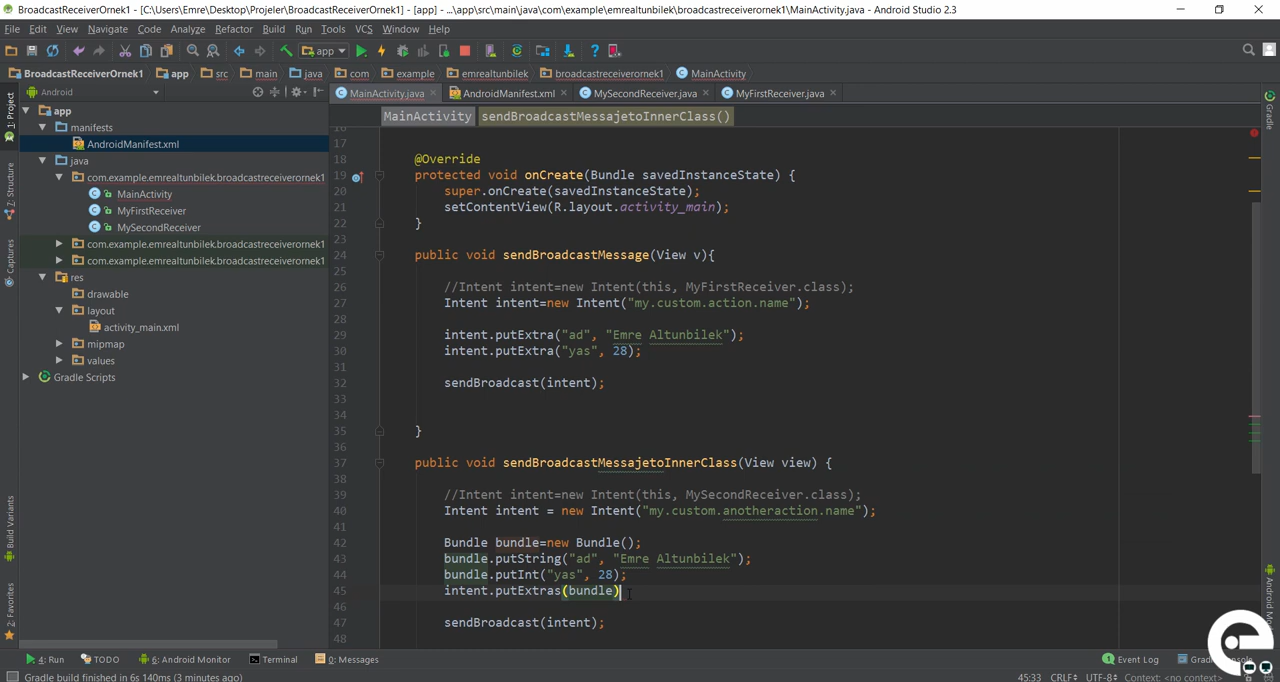 BroadcastReceiverOrnek1 - [C:\Users\Emre\Desktop\Projeler\BroadcastReceiverOrnek1] - [app] - ...\app\src\main\java\com\example\emrealtunbilek\broadcastreceiverornek1\MainActivity.java - Android Studio 2.3
File Edit View Navigate Code Analyze Refactor Build Run Tools VCS Window Help
app
BroadcastReceiverOrnek1 app src main java com example emrealtunbilek broadcastreceiverornek1 MainActivity
Android
MainActivity.java AndroidManifest.xml MySecondReceiver.java MyFirstReceiver.java
MainActivity sendBroadcastMessajetoInnerClass()
1: Project
7: Structure
Captures
Build Variants
2: Favorites
app
manifests
AndroidManifest.xml
java
com.example.emrealtunbilek.broadcastreceiverornek1
MainActivity
MyFirstReceiver
MySecondReceiver
com.example.emrealtunbilek.broadcastreceiverornek1
com.example.emrealtunbilek.broadcastreceiverornek1
res
drawable
layout
activity_main.xml
mipmap
values
Gradle Scripts
16
17
18 @Override
19 protected void onCreate(Bundle savedInstanceState) {
20 super.onCreate(savedInstanceState);
21 setContentView(R.layout.activity_main);
22 }
23
24 public void sendBroadcastMessage(View v){
25
26 //Intent intent=new Intent(this, MyFirstReceiver.class);
27 Intent intent=new Intent("my.custom.action.name");
28
29 intent.putExtra("ad", "Emre Altunbilek");
30 intent.putExtra("yas", 28);
31
32 sendBroadcast(intent);
33
34
35 }
36
37 public void sendBroadcastMessajetoInnerClass(View view) {
38
39 //Intent intent=new Intent(this, MySecondReceiver.class);
40 Intent intent = new Intent("my.custom.anotheraction.name");
41
42 Bundle bundle=new Bundle();
43 bundle.putString("ad", "Emre Altunbilek");
44 bundle.putInt("yas", 28);
45 intent.putExtras(bundle)
46
47 sendBroadcast(intent);
48
Gradle
4: Run TODO 6: Android Monitor Terminal 0: Messages Event Log
Gradle build finished in 6s 140ms (3 minutes ago) 45:33 CRLF UTF-8 Context: <no context>